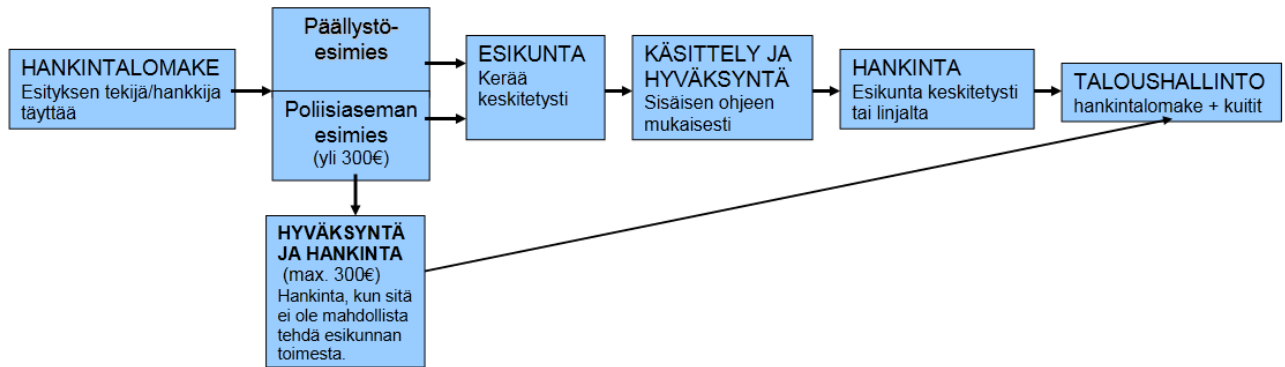 HANKINTALOMAKE
Esityksen tekijä/hankkija
täyttää
Päällystö-
esimies
Poliisiaseman
esimies
(yli 300€)
ESIKUNTA
Kerää
keskitetysti
KÄSITTELY JA
HYVÄKSYNTÄ
Sisäisen ohjeen
mukaisesti
HANKINTA
Esikunta keskitetysti
tai linjalta
TALOUSHALLINTO
hankintalomake + kuitit
HYVÄKSYNTÄ
JA HANKINTA
(max. 300€)
Hankinta, kun sitä
ei ole mahdollista
tehdä esikunnan
toimesta.